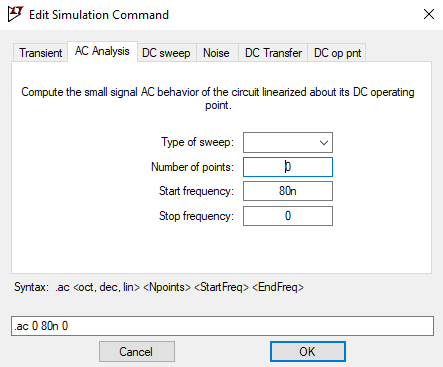 Edit Simulation Command
Transient AC Analysis DC sweep Noise DC Transfer DC op pnt
Compute the small signal AC behavior of the circuit linearized about its DC operating
point.
Type of sweep:
Number of points: 0
Start frequency: 80n
Stop frequency: 0
Syntax: .ac <oct, dec, lin> <Npoints> <StartFreq> <EndFreq>
.ac 0 80n 0
Cancel OK